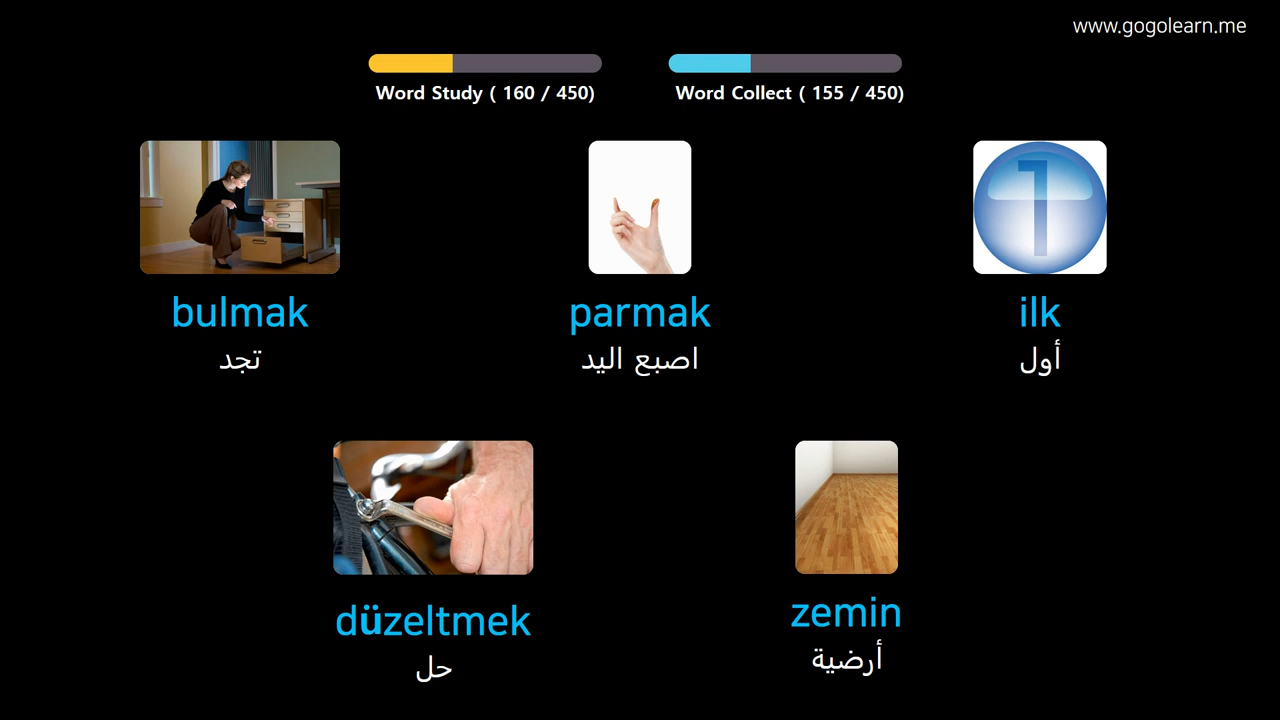 www.gogolearn.me
Word Study ( 160 / 450)
Word Collect ( 155 / 450)
bulmak
تجد
parmak
اصبع اليد
1
ilk
أول
düzeltmek
حل
zemin
أرضية